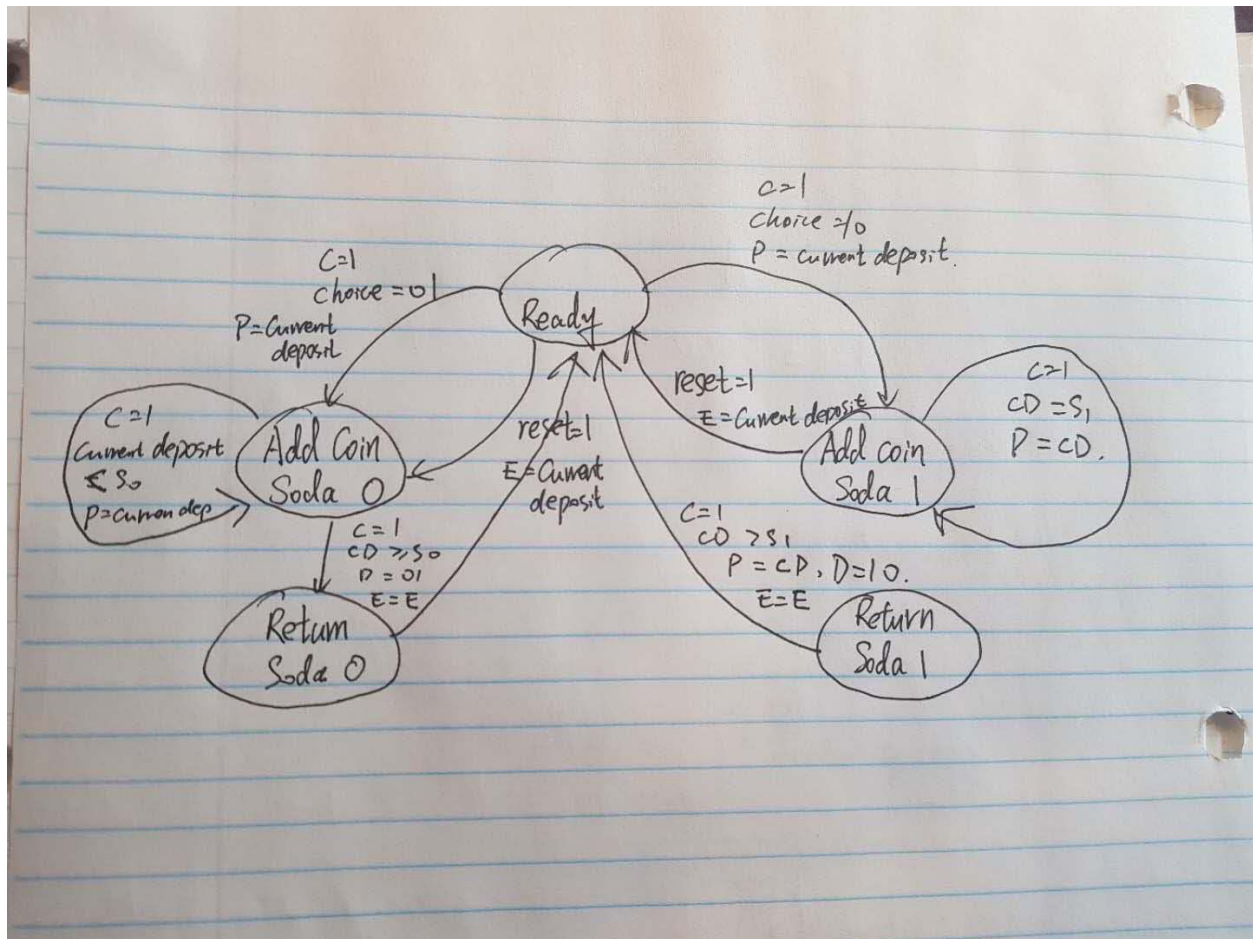 C=1
choice =10
P = current deposit.
C=1
choice = 01
P= Current
deposit
Ready
reset=1
E = Current deposit
C=1
CD = S1
P = CD.
C=1
Current deposit
< S0
P= curren dep
Add Coin
Soda 0
reset=1
E = Current
deposit
Add coin
Soda 1
C=1
CD ≥ S0
D = 01
E=E
C=1
CD > S1
P = CD, D=10.
E=E
Return
Soda 0
Return
Soda 1